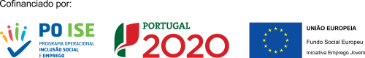 Cofinanciado por:
PO ISE
PROGRAMA OPERACIONAL
INCLUSÃO SOCIAL
E EMPREGO
PORTUGAL
2020
UNIÃO EUROPEIA
Fundo Social Europeu
Iniciativa Emprego Jovem